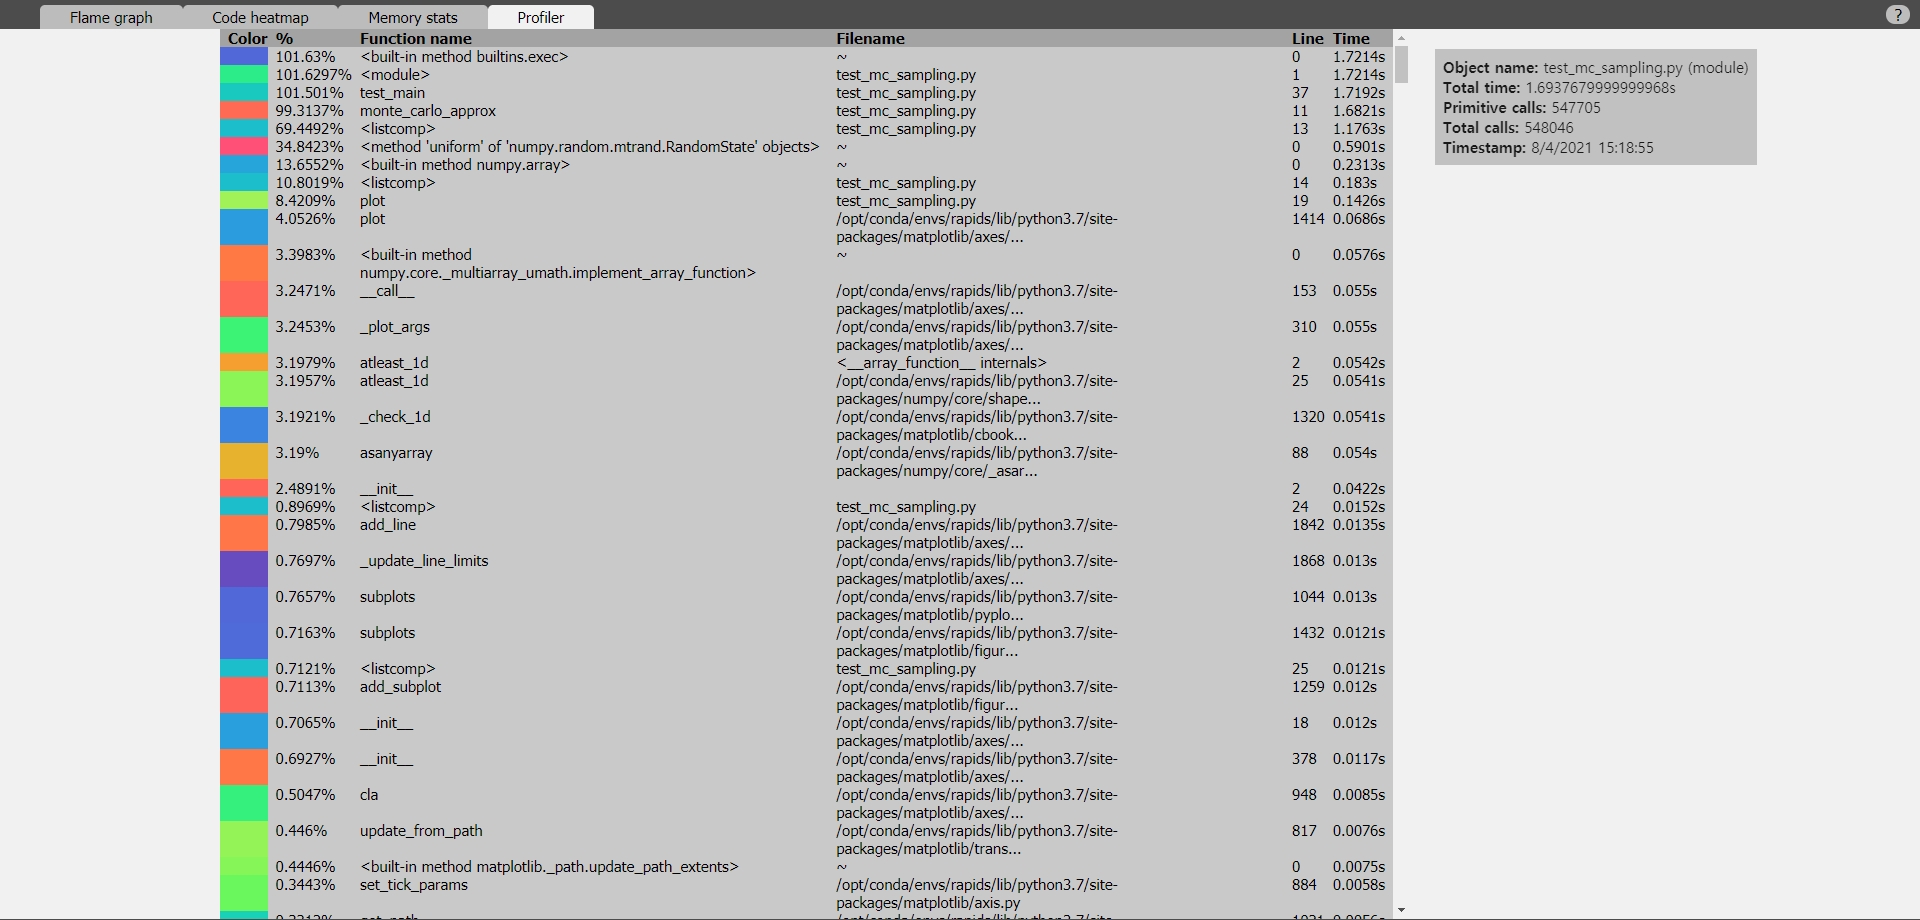 Flame graph Code heatmap Memory stats Profiler ?
Color % Function name Filename Line Time
101.63% <built-in method builtins.exec> ~ 0 1.7214s
101.6297% <module> test_mc_sampling.py 1 1.7214s
101.501% test_main test_mc_sampling.py 37 1.7192s
99.3137% monte_carlo_approx test_mc_sampling.py 11 1.6821s
69.4492% <listcomp> test_mc_sampling.py 13 1.1763s
34.8423% <method 'uniform' of 'numpy.random.mtrand.RandomState' objects> ~ 0 0.5901s
13.6552% <built-in method numpy.array> ~ 0 0.2313s
10.8019% <listcomp> test_mc_sampling.py 14 0.183s
8.4209% plot test_mc_sampling.py 19 0.1426s
4.0526% plot /opt/conda/envs/rapids/lib/python3.7/site- 1414 0.0686s
packages/matplotlib/axes/...
3.3983% <built-in method ~ 0 0.0576s
numpy.core._multiarray_umath.implement_array_function>
3.2471% __call__ /opt/conda/envs/rapids/lib/python3.7/site- 153 0.055s
packages/matplotlib/axes/...
3.2453% _plot_args /opt/conda/envs/rapids/lib/python3.7/site- 310 0.055s
packages/matplotlib/axes/...
3.1979% atleast_1d <__array_function__ internals> 2 0.0542s
3.1957% atleast_1d /opt/conda/envs/rapids/lib/python3.7/site- 25 0.0541s
packages/numpy/core/shape...
3.1921% _check_1d /opt/conda/envs/rapids/lib/python3.7/site- 1320 0.0541s
packages/matplotlib/cbook...
3.19% asanyarray /opt/conda/envs/rapids/lib/python3.7/site- 88 0.054s
packages/numpy/core/_asar...
2.4891% __init__ 2 0.0422s
0.8969% <listcomp> test_mc_sampling.py 24 0.0152s
0.7985% add_line /opt/conda/envs/rapids/lib/python3.7/site- 1842 0.0135s
packages/matplotlib/axes/...
0.7697% _update_line_limits /opt/conda/envs/rapids/lib/python3.7/site- 1868 0.013s
packages/matplotlib/axes/...
0.7657% subplots /opt/conda/envs/rapids/lib/python3.7/site- 1044 0.013s
packages/matplotlib/pyplo...
0.7163% subplots /opt/conda/envs/rapids/lib/python3.7/site- 1432 0.0121s
packages/matplotlib/figur...
0.7121% <listcomp> test_mc_sampling.py 25 0.0121s
0.7113% add_subplot /opt/conda/envs/rapids/lib/python3.7/site- 1259 0.012s
packages/matplotlib/figur...
0.7065% __init__ /opt/conda/envs/rapids/lib/python3.7/site- 18 0.012s
packages/matplotlib/axes/...
0.6927% __init__ /opt/conda/envs/rapids/lib/python3.7/site- 378 0.0117s
packages/matplotlib/axes/...
0.5047% cla /opt/conda/envs/rapids/lib/python3.7/site- 948 0.0085s
packages/matplotlib/axes/...
0.446% update_from_path /opt/conda/envs/rapids/lib/python3.7/site- 817 0.0076s
packages/matplotlib/trans...
0.4446% <built-in method matplotlib._path.update_path_extents> ~ 0 0.0075s
0.3443% set_tick_params /opt/conda/envs/rapids/lib/python3.7/site- 884 0.0058s
packages/matplotlib/axis.py
Object name: test_mc_sampling.py (module)
Total time: 1.6937679999999968s
Primitive calls: 547705
Total calls: 548046
Timestamp: 8/4/2021 15:18:55